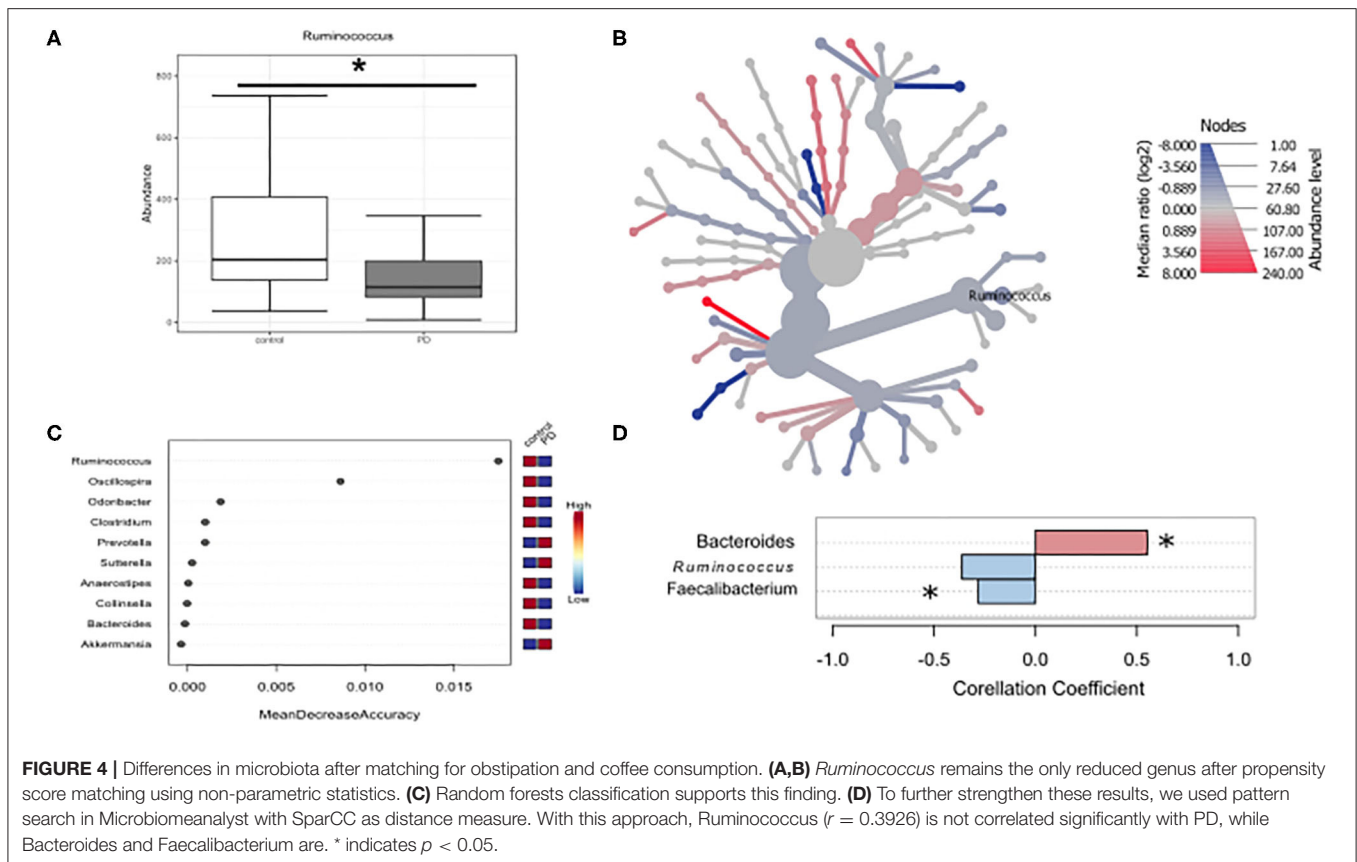 A
Ruminococcus
*
Abundance
800
600
400
200
0
control
PD
B
Ruminococcus
Nodes
Median ratio (log2)
-8.000
-3.560
-0.889
0.000
0.889
3.560
8.000
1.00
7.64
27.60
60.80
107.00
167.00
240.00
Abundance level
C
Ruminococcus
Oscillospira
Odoribacter
Clostridium
Prevotella
Sutterella
Anaerostipes
Collinsella
Bacteroides
Akkermansia
control
PD
High
Low
0.000 0.005 0.010 0.015
MeanDecreaseAccuracy
D
Bacteroides *
Ruminococcus
Faecalibacterium *
-1.0 -0.5 0.0 0.5 1.0
Corellation Coefficient
FIGURE 4 | Differences in microbiota after matching for obstipation and coffee consumption. (A,B) Ruminococcus remains the only reduced genus after propensity
score matching using non-parametric statistics. (C) Random forests classification supports this finding. (D) To further strengthen these results, we used pattern
search in Microbiomeanalyst with SparCC as distance measure. With this approach, Ruminococcus (r = 0.3926) is not correlated significantly with PD, while
Bacteroides and Faecalibacterium are. * indicates p < 0.05.